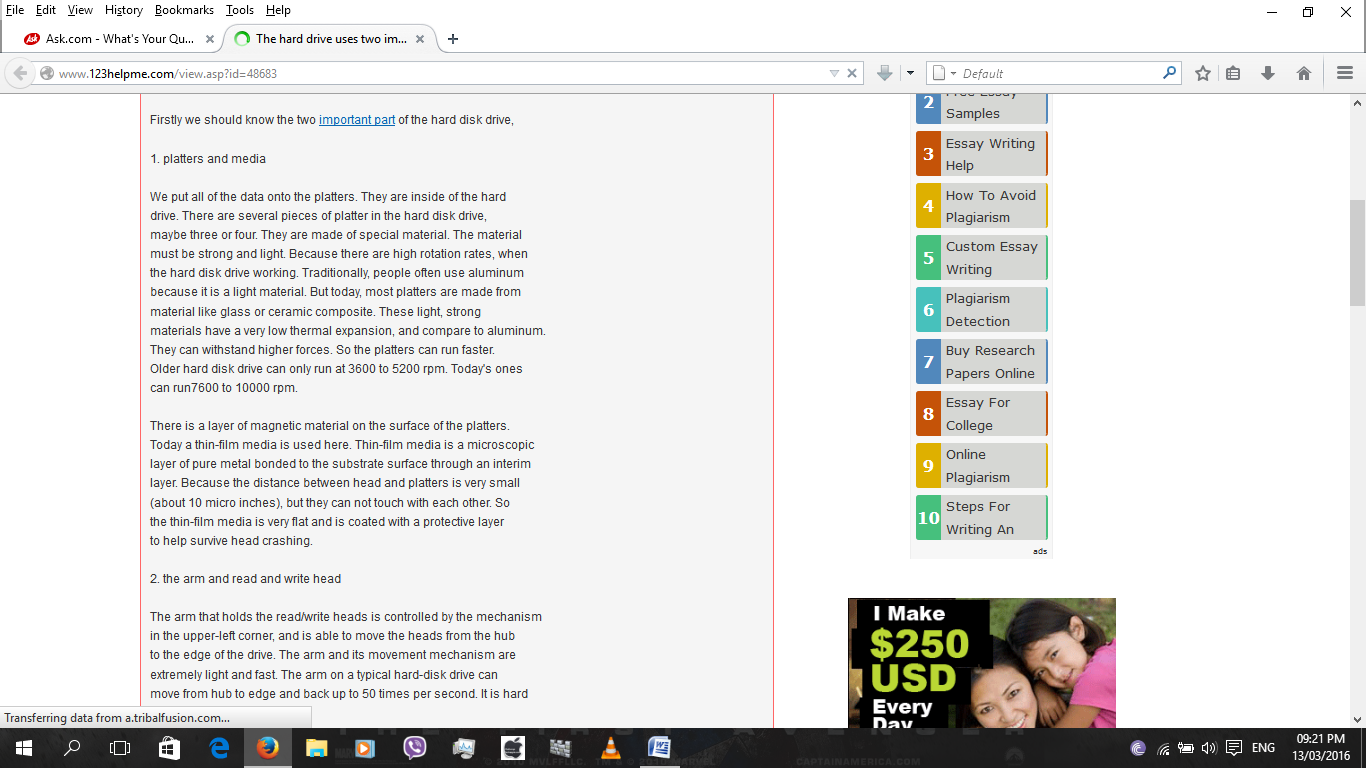 File Edit View History Bookmarks Tools Help
Ask.com - What's Your Qu...
The hard drive uses two im...
www.123helpme.com/view.asp?id=48683
Default
Firstly we should know the two important part of the hard disk drive,
1. platters and media
We put all of the data onto the platters. They are inside of the hard
drive. There are several pieces of platter in the hard disk drive,
maybe three or four. They are made of special material. The material
must be strong and light. Because there are high rotation rates, when
the hard disk drive working. Traditionally, people often use aluminum
because it is a light material. But today, most platters are made from
material like glass or ceramic composite. These light, strong
materials have a very low thermal expansion, and compare to aluminum.
They can withstand higher forces. So the platters can run faster.
Older hard disk drive can only run at 3600 to 5200 rpm. Today's ones
can run7600 to 10000 rpm.
There is a layer of magnetic material on the surface of the platters.
Today a thin-film media is used here. Thin-film media is a microscopic
layer of pure metal bonded to the substrate surface through an interim
layer. Because the distance between head and platters is very small
(about 10 micro inches), but they can not touch with each other. So
the thin-film media is very flat and is coated with a protective layer
to help survive head crashing.
2. the arm and read and write head
The arm that holds the read/write heads is controlled by the mechanism
in the upper-left corner, and is able to move the heads from the hub
to the edge of the drive. The arm and its movement mechanism are
extremely light and fast. The arm on a typical hard-disk drive can
move from hub to edge and back up to 50 times per second. It is hard
2 Free Essay
Samples
3 Essay Writing
Help
4 How To Avoid
Plagiarism
5 Custom Essay
Writing
6 Plagiarism
Detection
7 Buy Research
Papers Online
8 Essay For
College
9 Online
Plagiarism
10 Steps For
Writing An
ads
I Make
$250
USD
Every
Day
Transferring data from a.tribalfusion.com...
ENG
09:21 PM
13/03/2016
CAPTAINAMERICA.COM